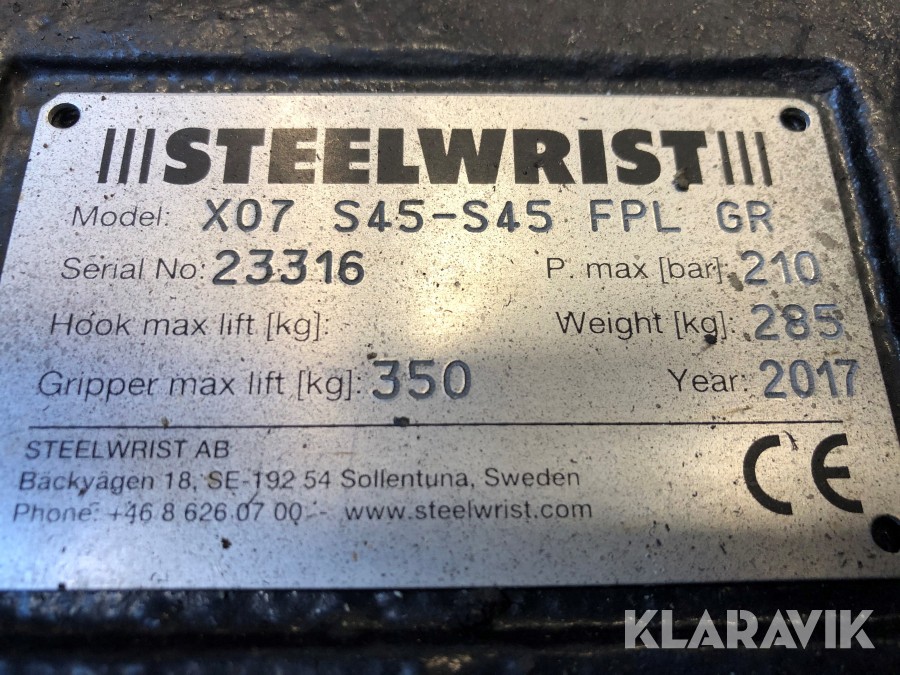 STEELWRIST
Model: X07 S45-S45 FPL GR
Serial No: 23316 P. max [bar]: 210
Hook max lift [kg]: Weight [kg]: 285
Gripper max lift [kg]: 350 Year: 2017
STEELWRIST AB
Bäckvägen 18, SE-192 54 Sollentuna, Sweden
Phone: +46 8 626 07 00 - www.steelwrist.com
CE
KLARAVIK